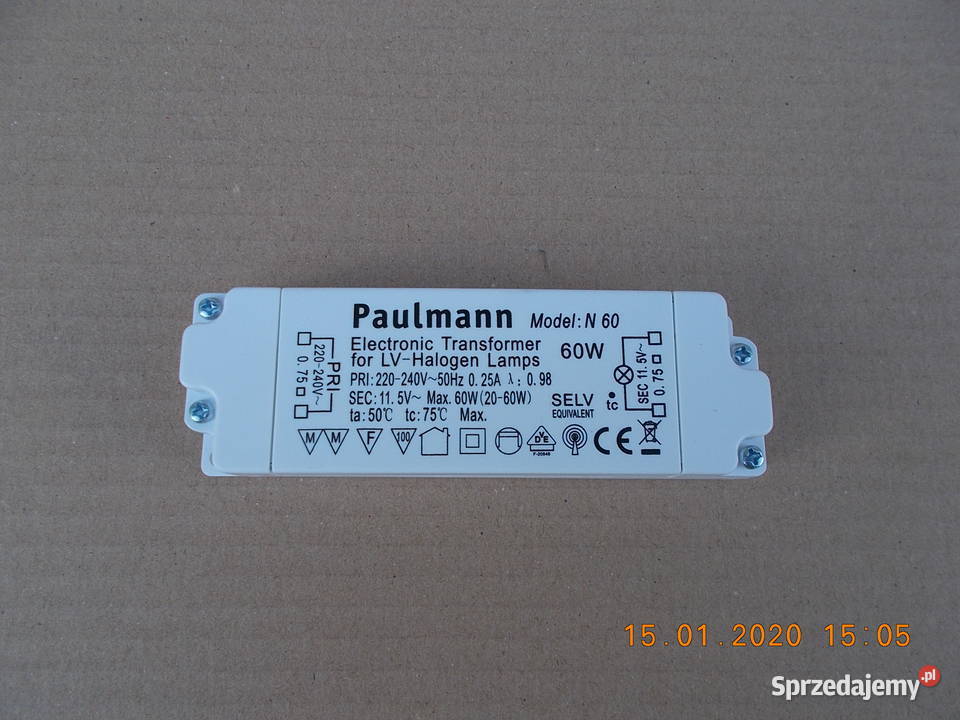 Paulmann Model: N 60
Electronic Transformer
for LV-Halogen Lamps 60W
PRI: 220-240V~50Hz 0.25A λ: 0.98
SEC: 11.5V~ Max. 60W (20-60W)
ta: 50℃ tc: 75℃ Max.
SELV
EQUIVALENT
tc
PRI
220-240V~
0.75
SEC 11.5V~
0.75
M M F 100
DVE
F-20848
CE
15.01.2020 15:05
Sprzedajemy.pl